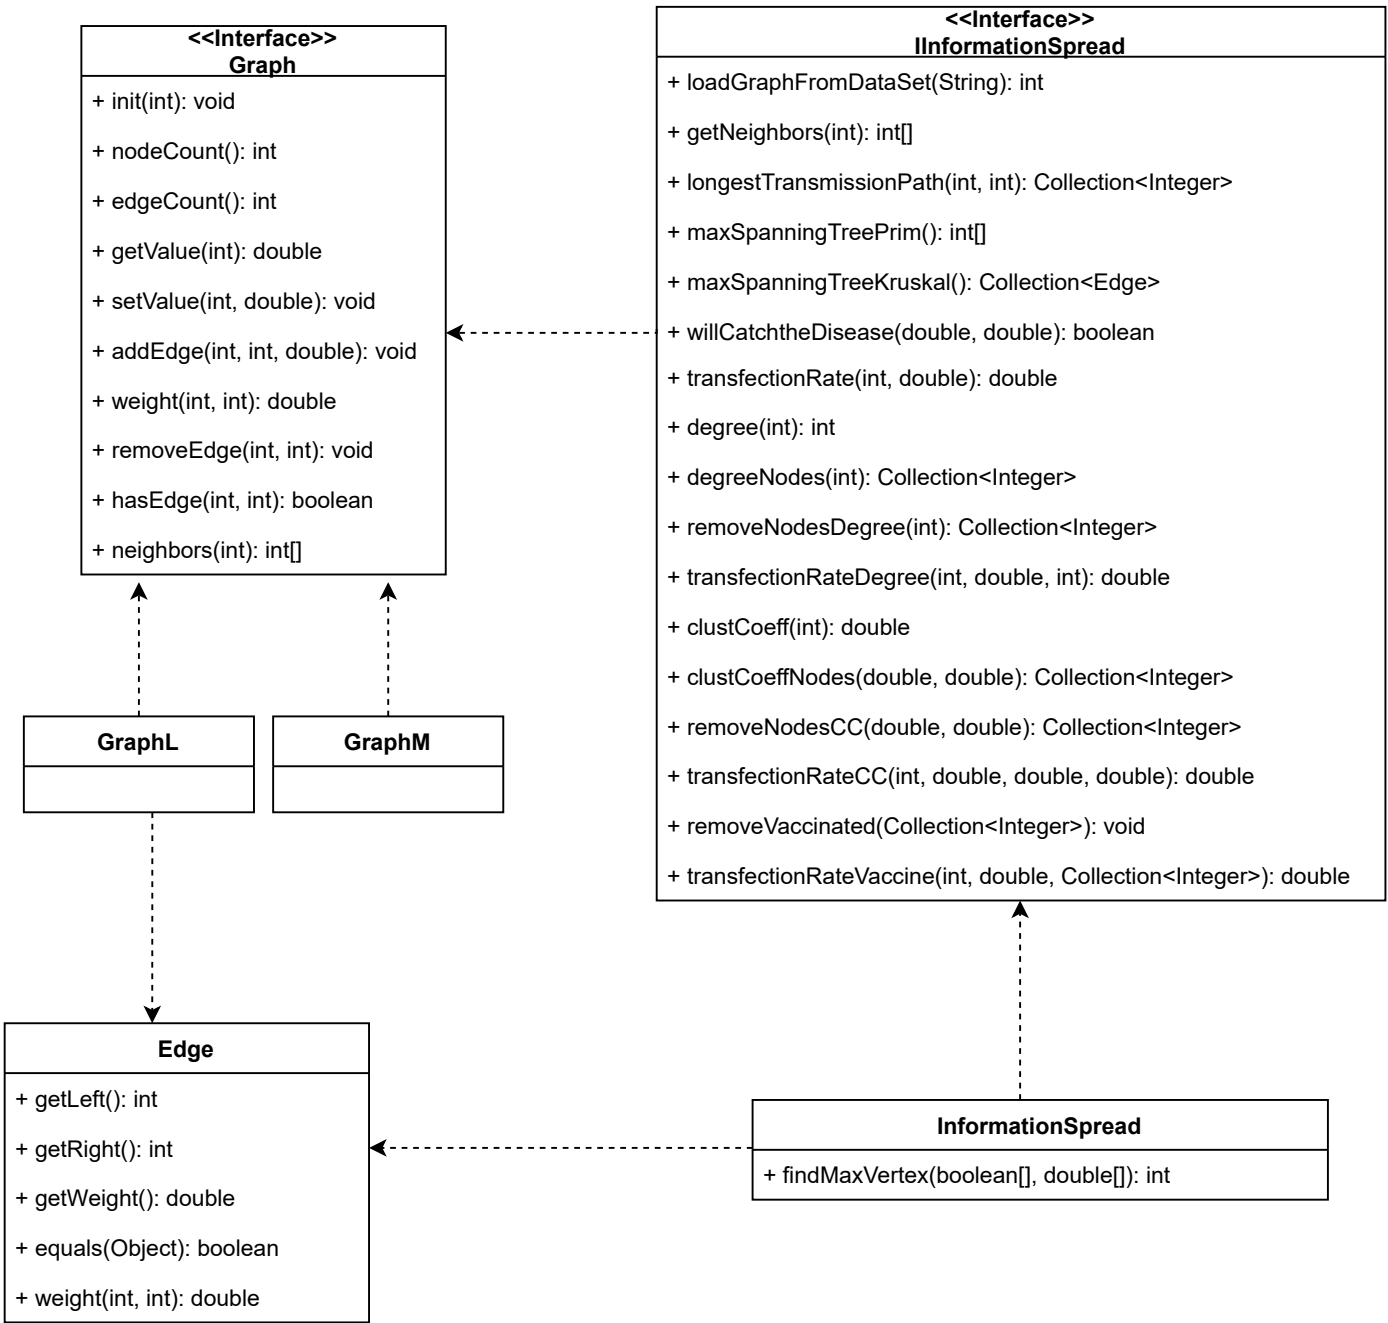 <<Interface>>
Graph
+ init(int): void
+ nodeCount(): int
+ edgeCount(): int
+ getValue(int): double
+ setValue(int, double): void
+ addEdge(int, int, double): void
+ weight(int, int): double
+ removeEdge(int, int): void
+ hasEdge(int, int): boolean
+ neighbors(int): int[]
<<Interface>>
IInformationSpread
+ loadGraphFromDataSet(String): int
+ getNeighbors(int): int[]
+ longestTransmissionPath(int, int): Collection<Integer>
+ maxSpanningTreePrim(): int[]
+ maxSpanningTreeKruskal(): Collection<Edge>
+ willCatchtheDisease(double, double): boolean
+ transfectionRate(int, double): double
+ degree(int): int
+ degreeNodes(int): Collection<Integer>
+ removeNodesDegree(int): Collection<Integer>
+ transfectionRateDegree(int, double, int): double
+ clustCoeff(int): double
+ clustCoeffNodes(double, double): Collection<Integer>
+ removeNodesCC(double, double): Collection<Integer>
+ transfectionRateCC(int, double, double, double): double
+ removeVaccinated(Collection<Integer>): void
+ transfectionRateVaccine(int, double, Collection<Integer>): double
GraphL
GraphM
Edge
+ getLeft(): int
+ getRight(): int
+ getWeight(): double
+ equals(Object): boolean
+ weight(int, int): double
InformationSpread
+ findMaxVertex(boolean[], double[]): int